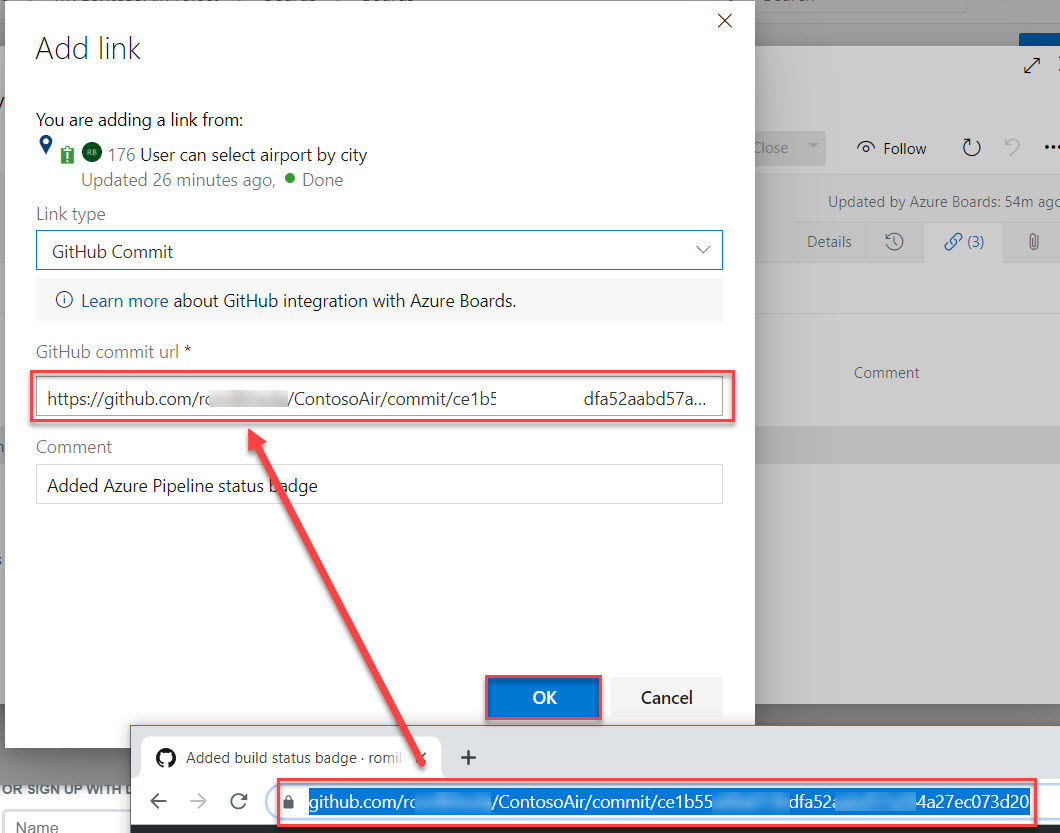 Add link
You are adding a link from:
RB 176 User can select airport by city
Updated 26 minutes ago, Done
Link type
GitHub Commit
Learn more about GitHub integration with Azure Boards.
GitHub commit url *
https://github.com/ro /ContosoAir/commit/ce1b5 dfa52aabd57a...
Comment
Added Azure Pipeline status badge
OK
Cancel
Close
Follow
Updated by Azure Boards: 54m ago
Details
(3)
Comment
Added build status badge · romil
github.com/ro /ContosoAir/commit/ce1b55 dfa52a 4a27ec073d20
OR SIGN UP WITH
Name